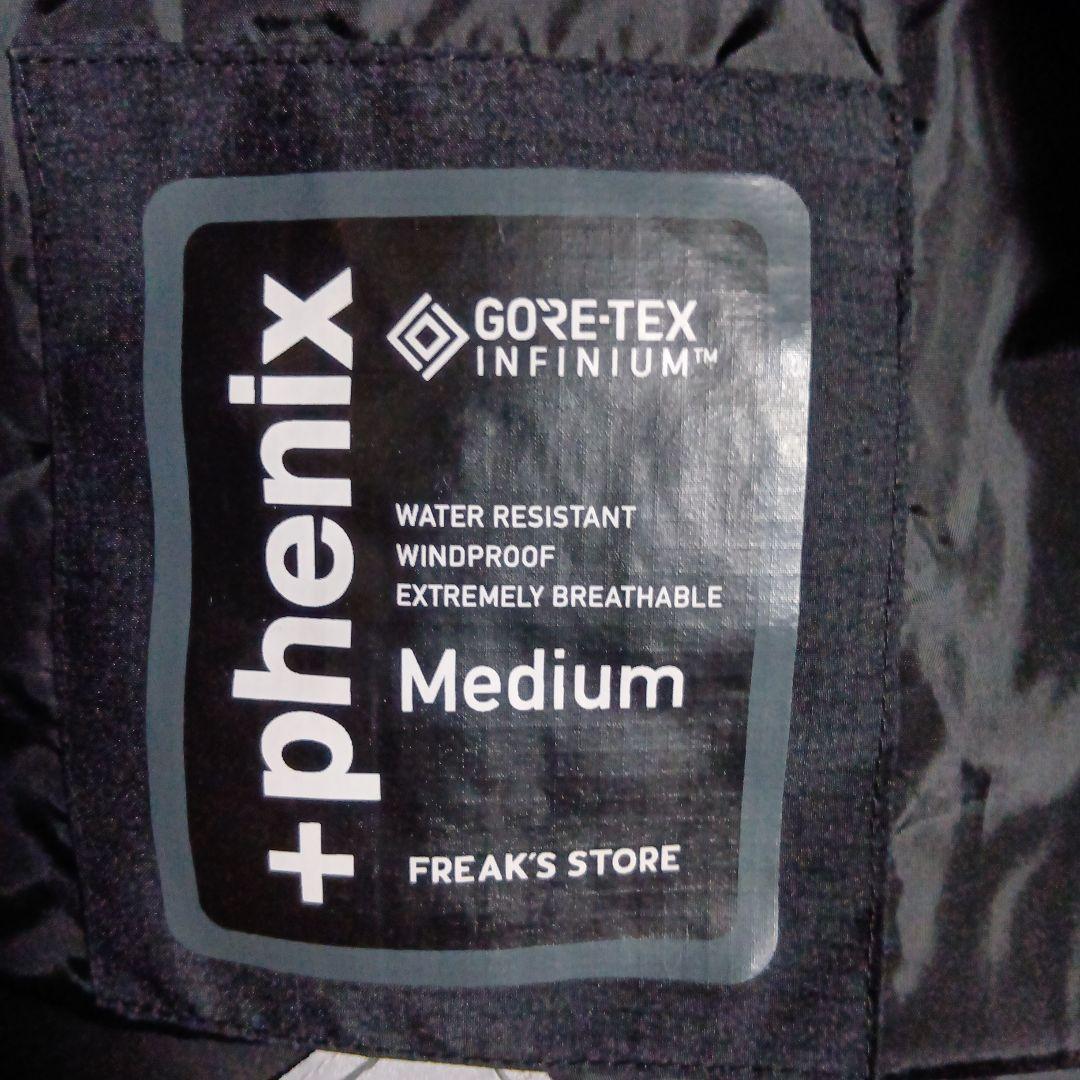 +phenix
GORE-TEX
INFINIUM™
WATER RESISTANT
WINDPROOF
EXTREMELY BREATHABLE
Medium
FREAK'S STORE